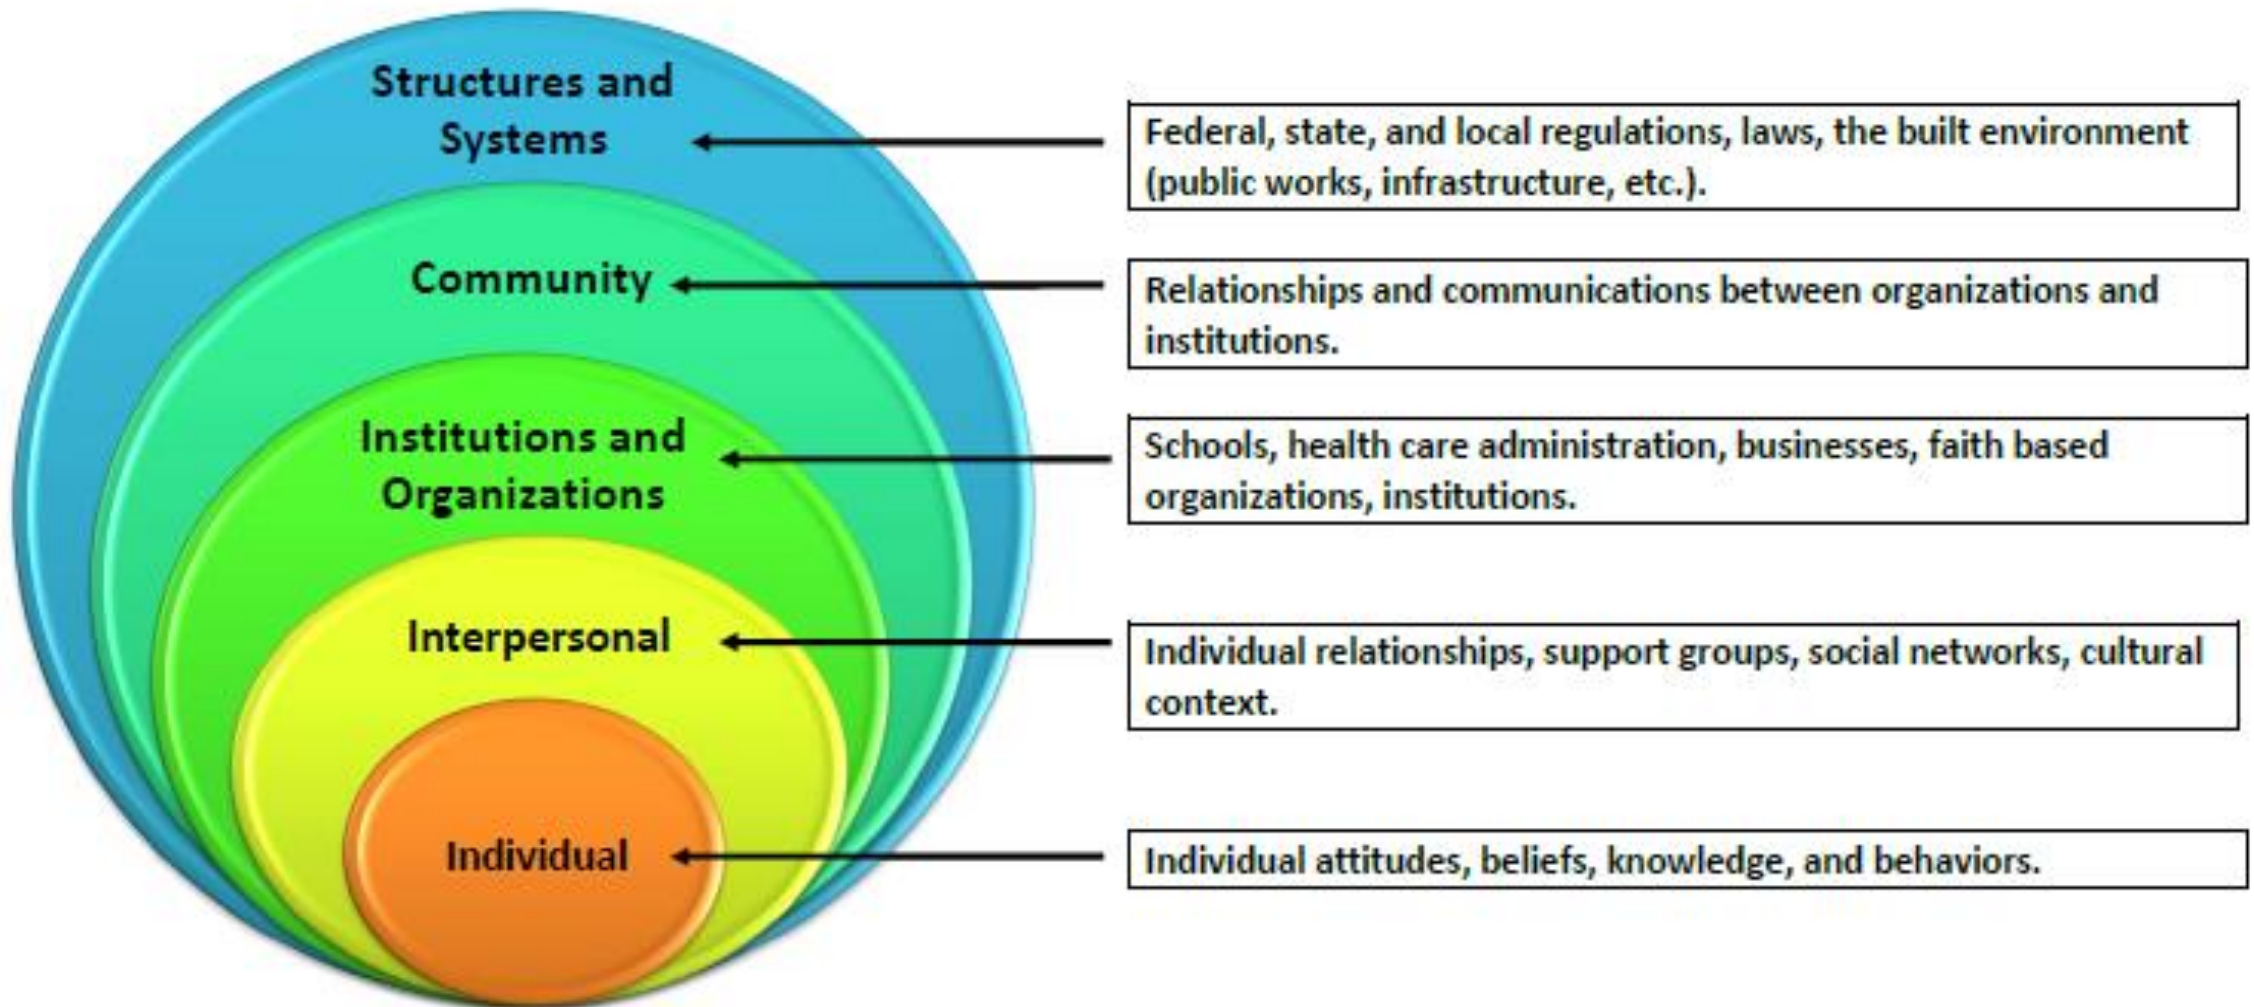 Structures and
Systems
Federal, state, and local regulations, laws, the built environment
(public works, infrastructure, etc.).
Community
Relationships and communications between organizations and
institutions.
Institutions and
Organizations
Schools, health care administration, businesses, faith based
organizations, institutions.
Interpersonal
Individual relationships, support groups, social networks, cultural
context.
Individual
Individual attitudes, beliefs, knowledge, and behaviors.